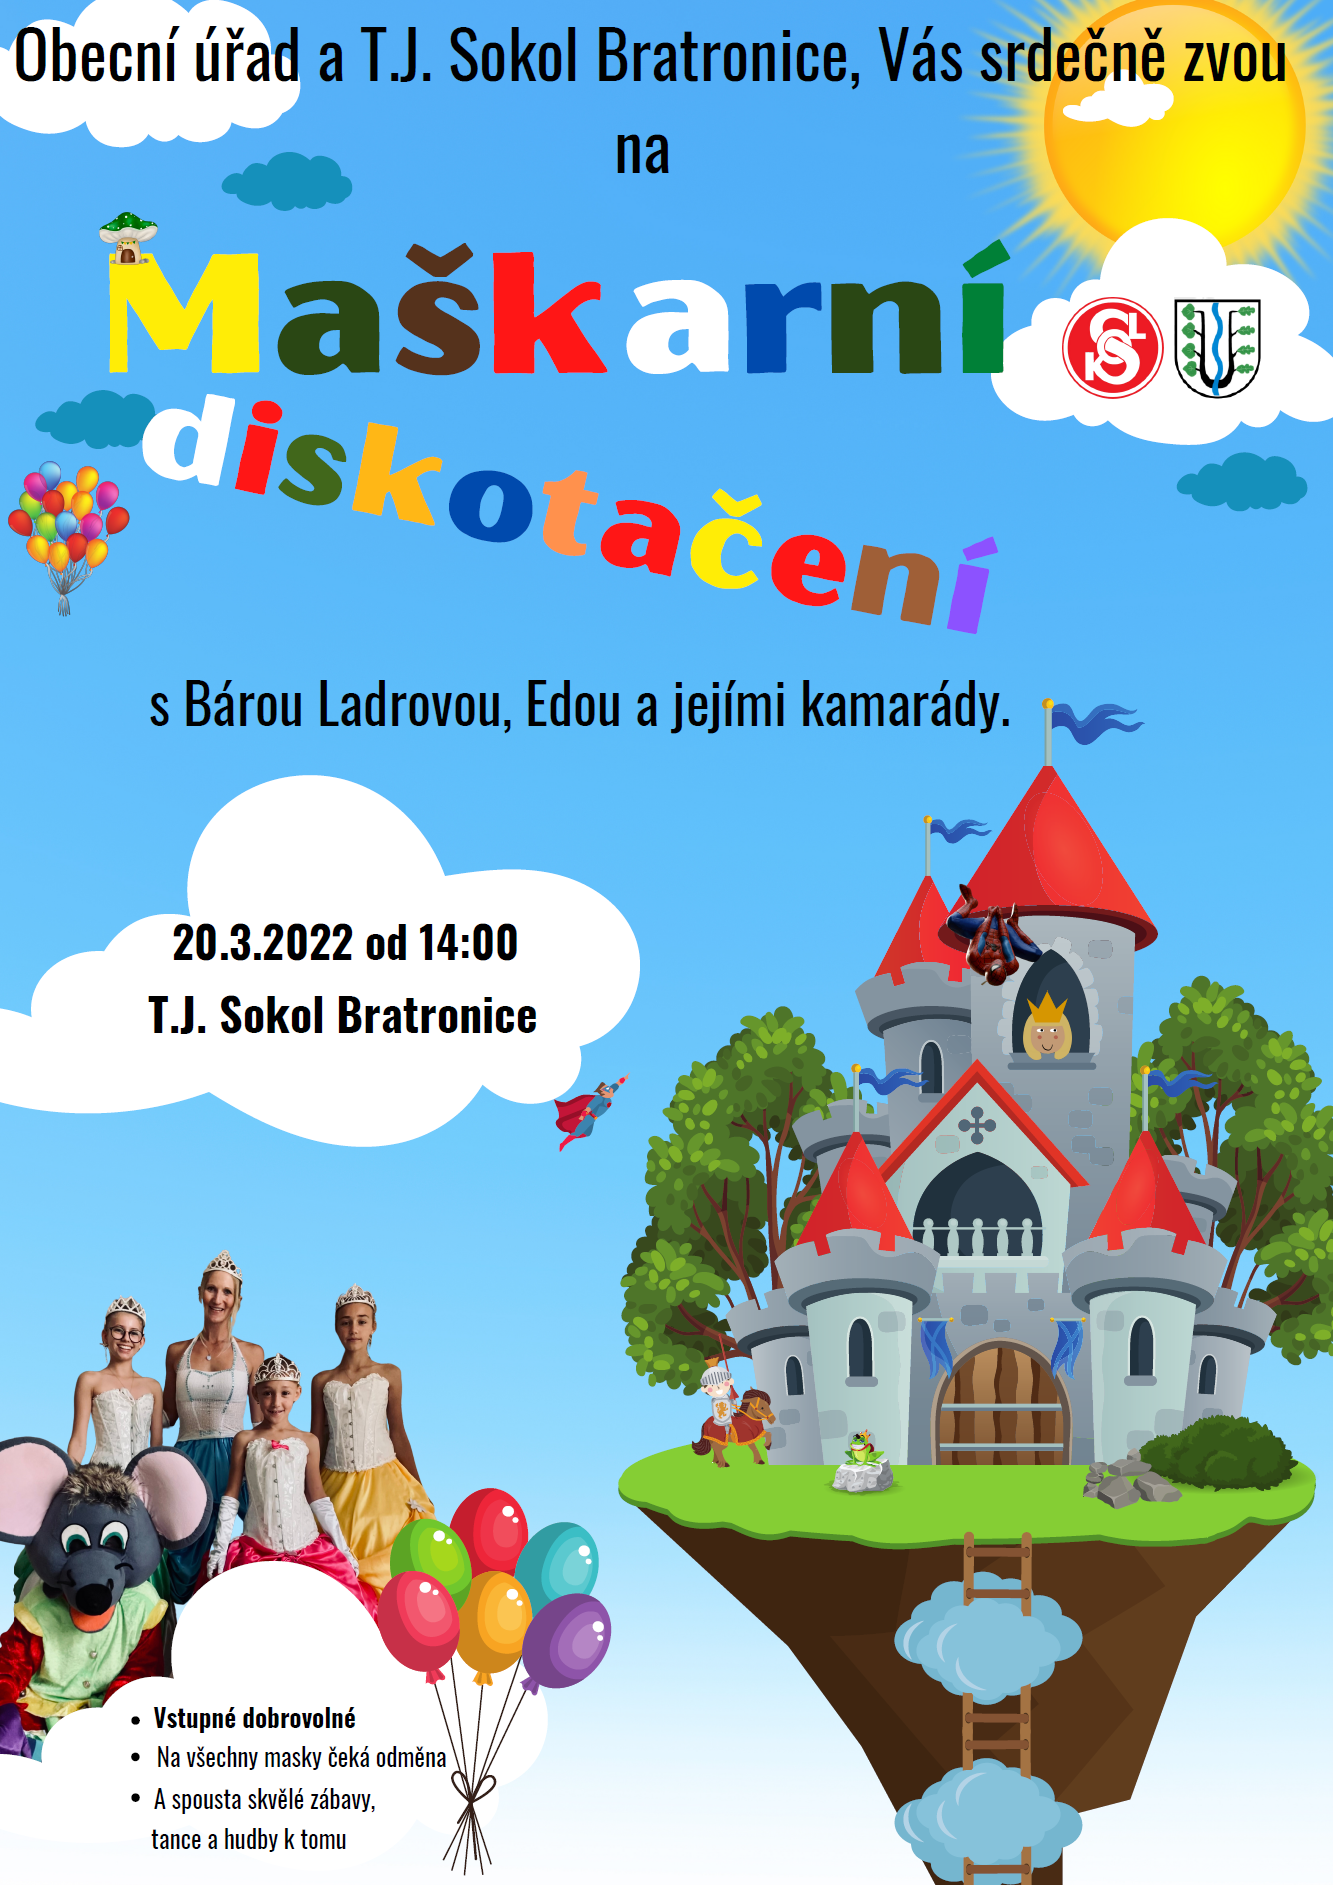 Obecní úřad a T.J. Sokol Bratronice, Vás srdečně zvou
na
Maškarní
diskotačení
s Bárou Ladrovou, Edou a jejími kamarády.
20.3.2022 od 14:00
T.J. Sokol Bratronice
• Vstupné dobrovolné
• Na všechny masky čeká odměna
• A spousta skvělé zábavy,
tance a hudby k tomu